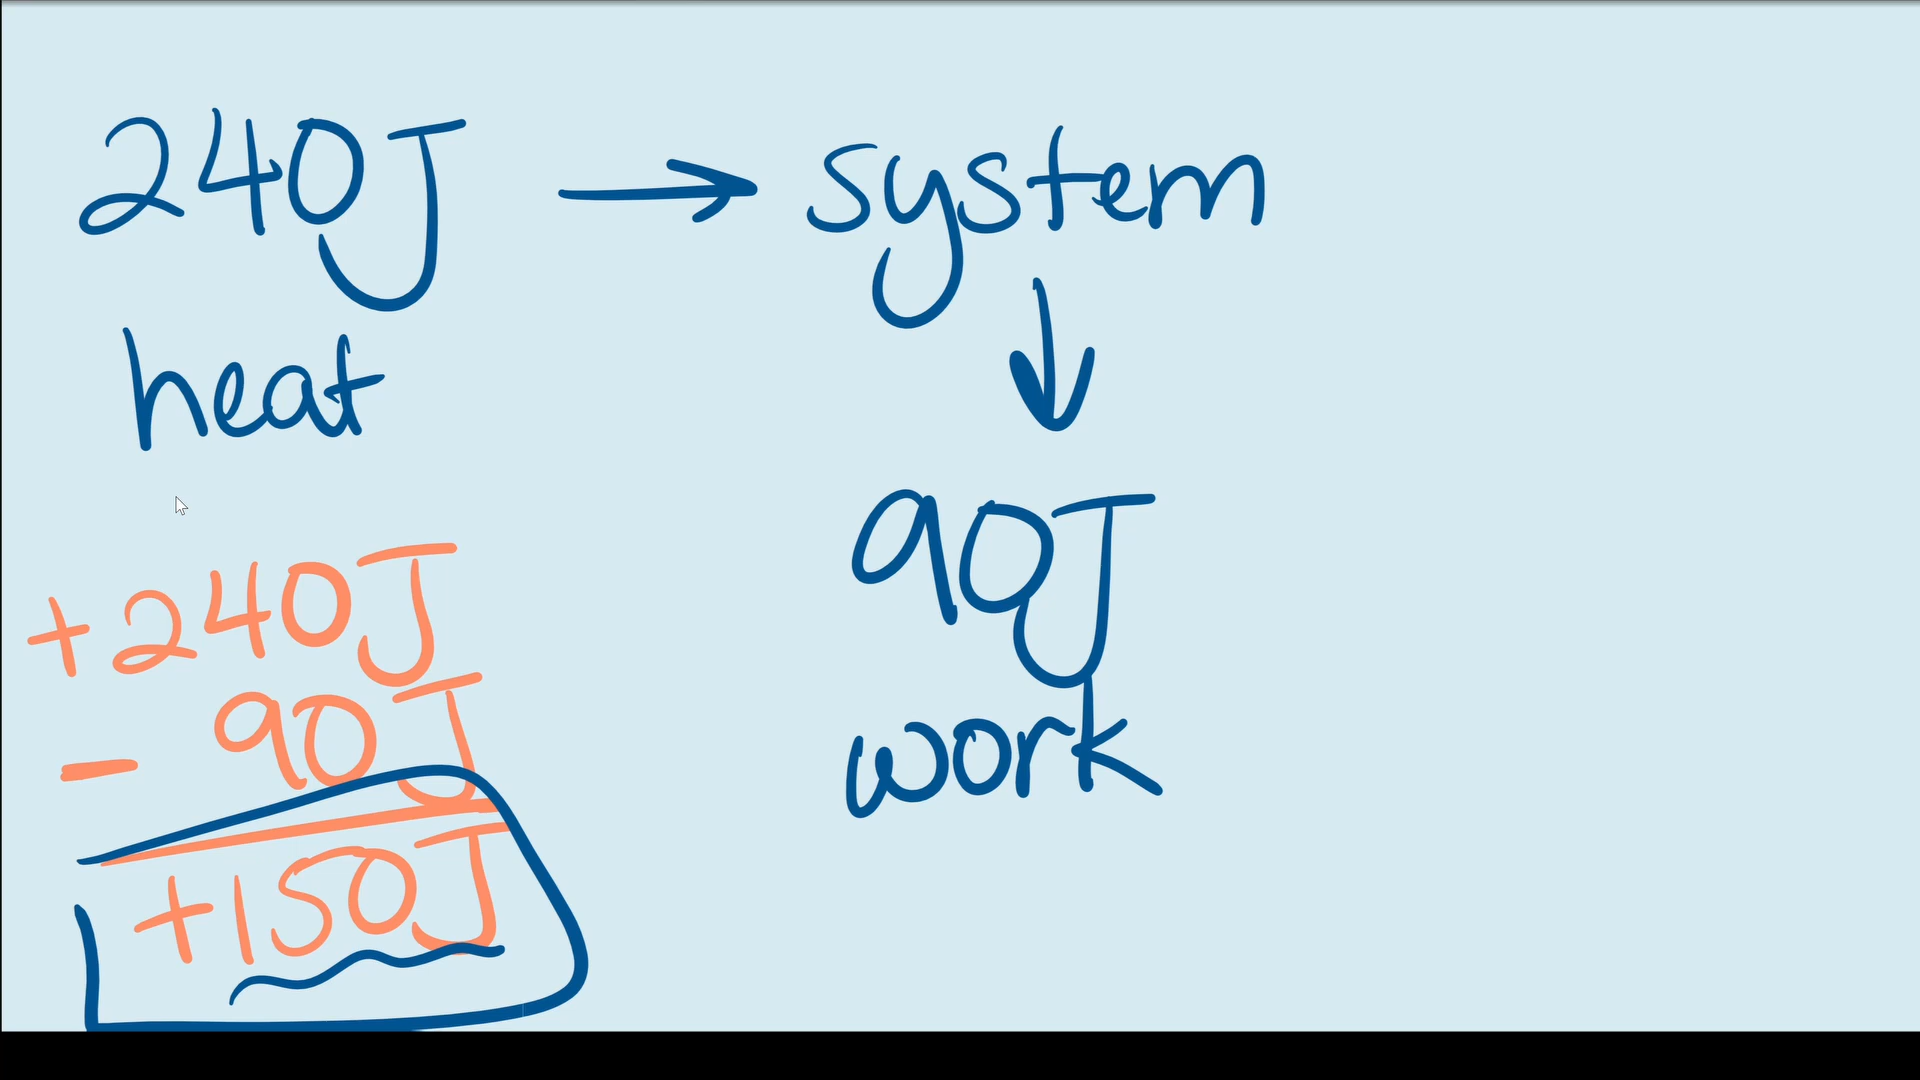 240J → system
heat
↓
90J
work
+240J
- 90J
+150J